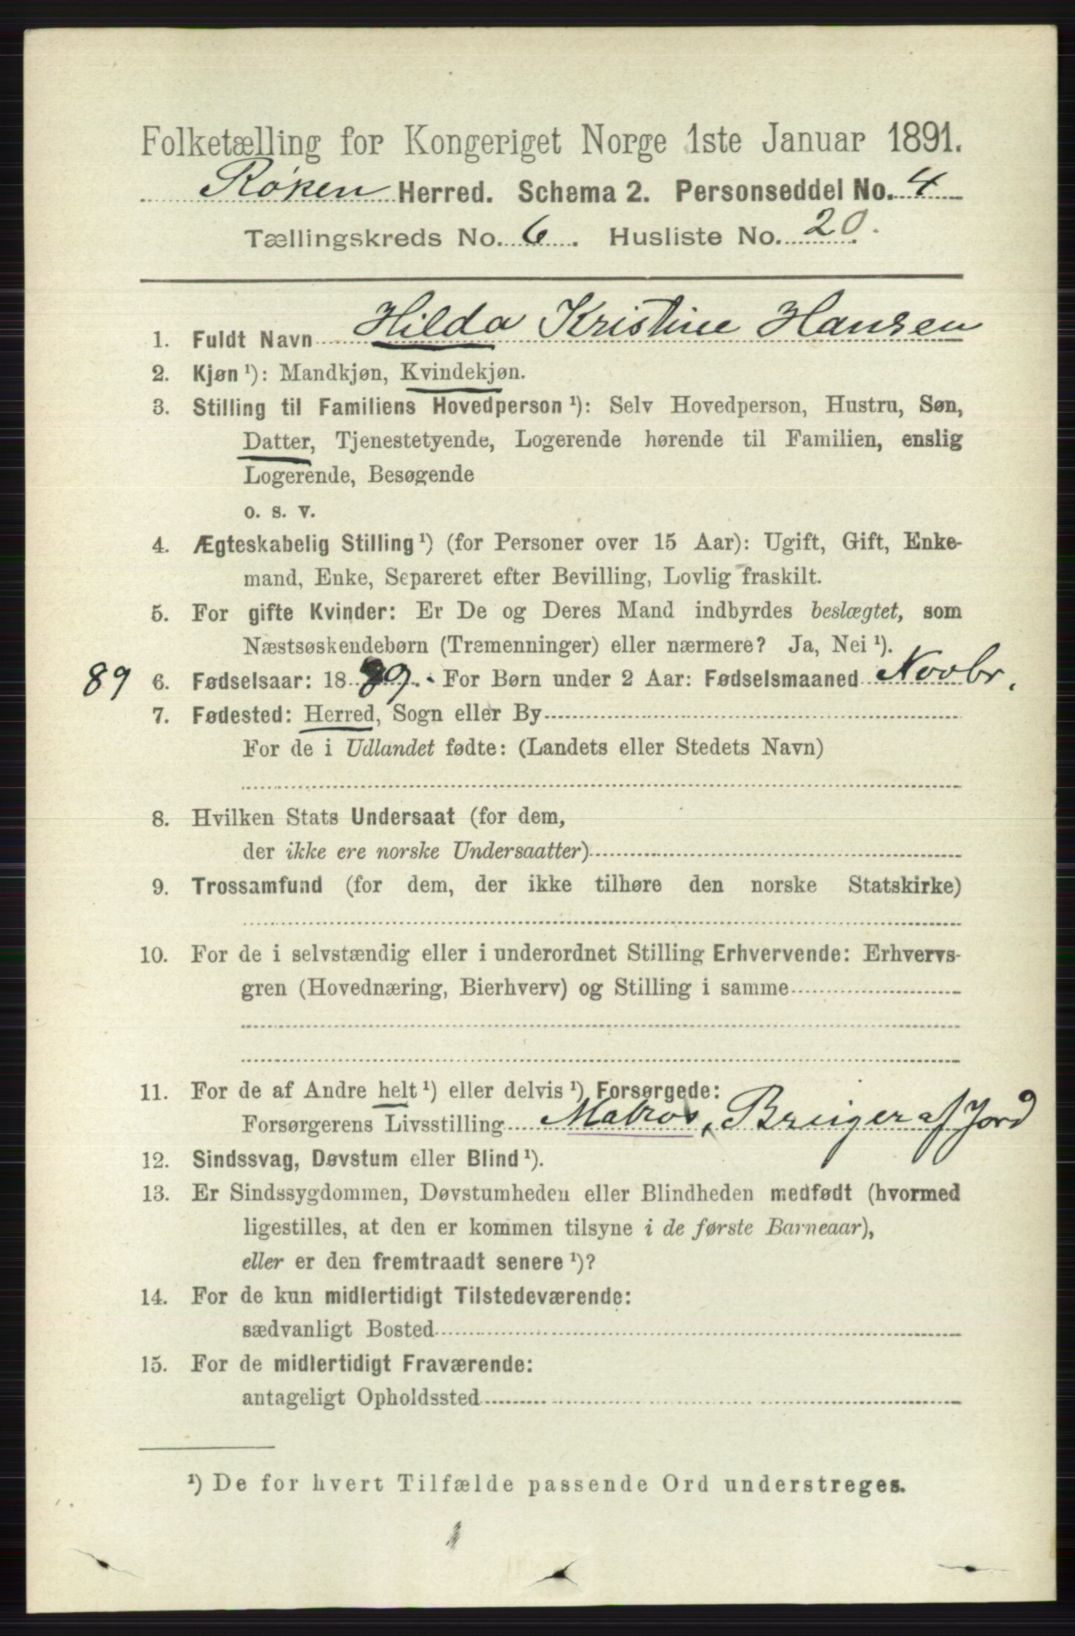 Folketælling for Kongeriget Norge 1ste Januar 1891.
Røken Herred. Schema 2. Personseddel No. 4
Tællingskreds No. 6. Husliste No. 20.
1. Fuldt Navn Hilda Kristine Hansen
2. Kjøn ¹): Mandkjøn, Kvindekjøn.
3. Stilling til Familiens Hovedperson ¹): Selv Hovedperson, Hustru, Søn,
Datter, Tjenestetyende, Logerende hørende til Familien, enslig
Logerende, Besøgende
o. s. v.
4. Ægteskabelig Stilling ¹) (for Personer over 15 Aar): Ugift, Gift, Enke-
mand, Enke, Separeret efter Bevilling, Lovlig fraskilt.
5. For gifte Kvinder: Er De og Deres Mand indbyrdes beslægtet, som
Næstsøskendebørn (Tremenninger) eller nærmere? Ja, Nei ¹).
89 6. Fødselsaar: 1889. For Børn under 2 Aar: Fødselsmaaned Novbr.
7. Fødested: Herred, Sogn eller By
For de i Udlandet fødte: (Landets eller Stedets Navn)
8. Hvilken Stats Undersaat (for dem,
der ikke ere norske Undersaatter)
9. Trossamfund (for dem, der ikke tilhøre den norske Statskirke)
10. For de i selvstændig eller i underordnet Stilling Erhvervende: Erhvervs-
gren (Hovednæring, Bierhverv) og Stilling i samme
11. For de af Andre helt ¹) eller delvis ¹) Forsørgede:
Forsørgerens Livsstilling Matros, Bruger af Jord
12. Sindssvag, Døvstum eller Blind ¹).
13. Er Sindssygdommen, Døvstumheden eller Blindheden medfødt (hvormed
ligestilles, at den er kommen tilsyne i de første Barneaar),
eller er den fremtraadt senere ¹)?
14. For de kun midlertidigt Tilstedeværende:
sædvanligt Bosted
15. For de midlertidigt Fraværende:
antageligt Opholdssted
¹) De for hvert Tilfælde passende Ord understreges.